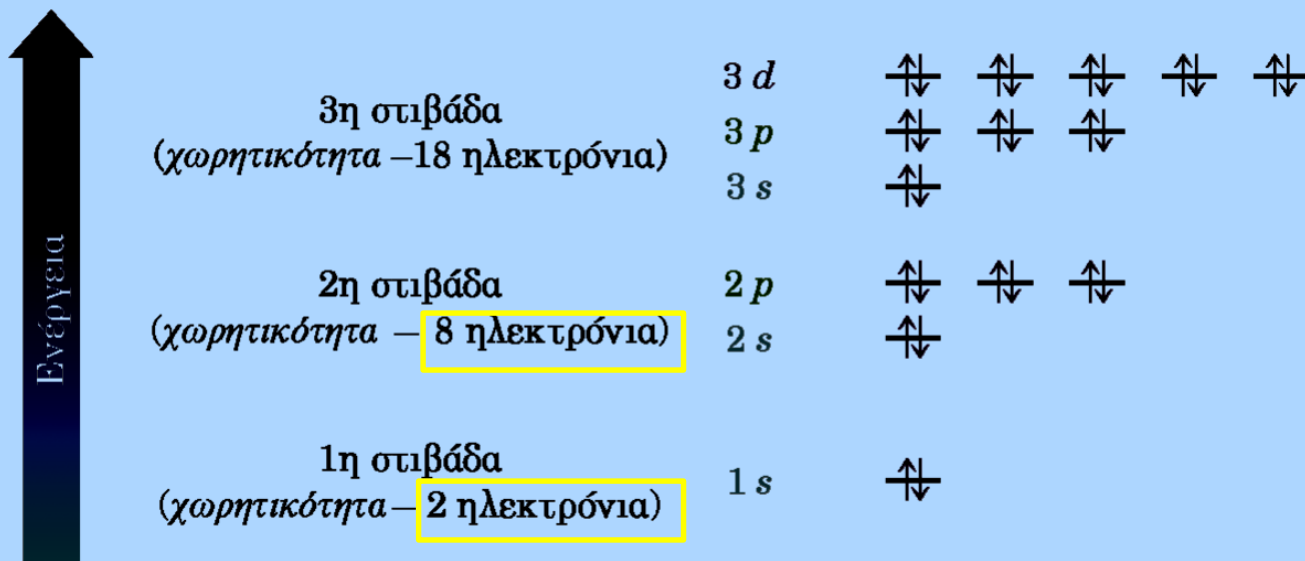 3 d
3η στιβάδα
3 p
(χωρητικότητα –18 ηλεκτρόνια)
3 s
2η στιβάδα
2 p
(χωρητικότητα – 8 ηλεκτρόνια)
2 s
Ενέργεια
1η στιβάδα
1 s
(χωρητικότητα – 2 ηλεκτρόνια)